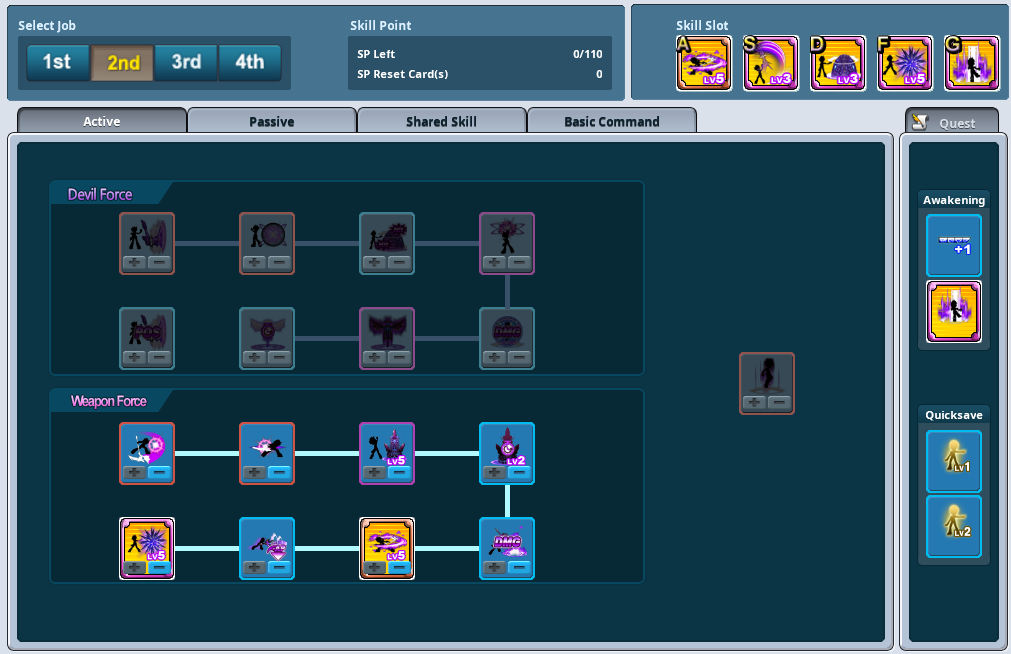 Select Job
1st 2nd 3rd 4th
Skill Point
SP Left 0/110
SP Reset Card(s) 0
Skill Slot
A LV5
S LV3
D LV3
F LV5
G
Active Passive Shared Skill Basic Command
Quest
Devil Force
DMG
Weapon Force
LV5 LV2
LV5 LV5 DMG
Awakening
+1
Quicksave
LV1
LV2